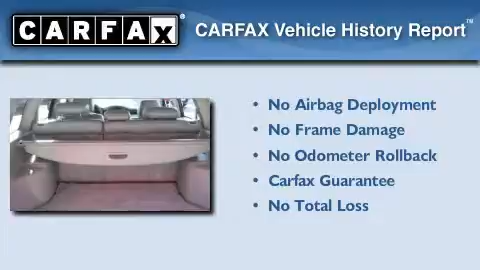 CARFAX® CARFAX Vehicle History Report™
• No Airbag Deployment
• No Frame Damage
• No Odometer Rollback
• Carfax Guarantee
• No Total Loss